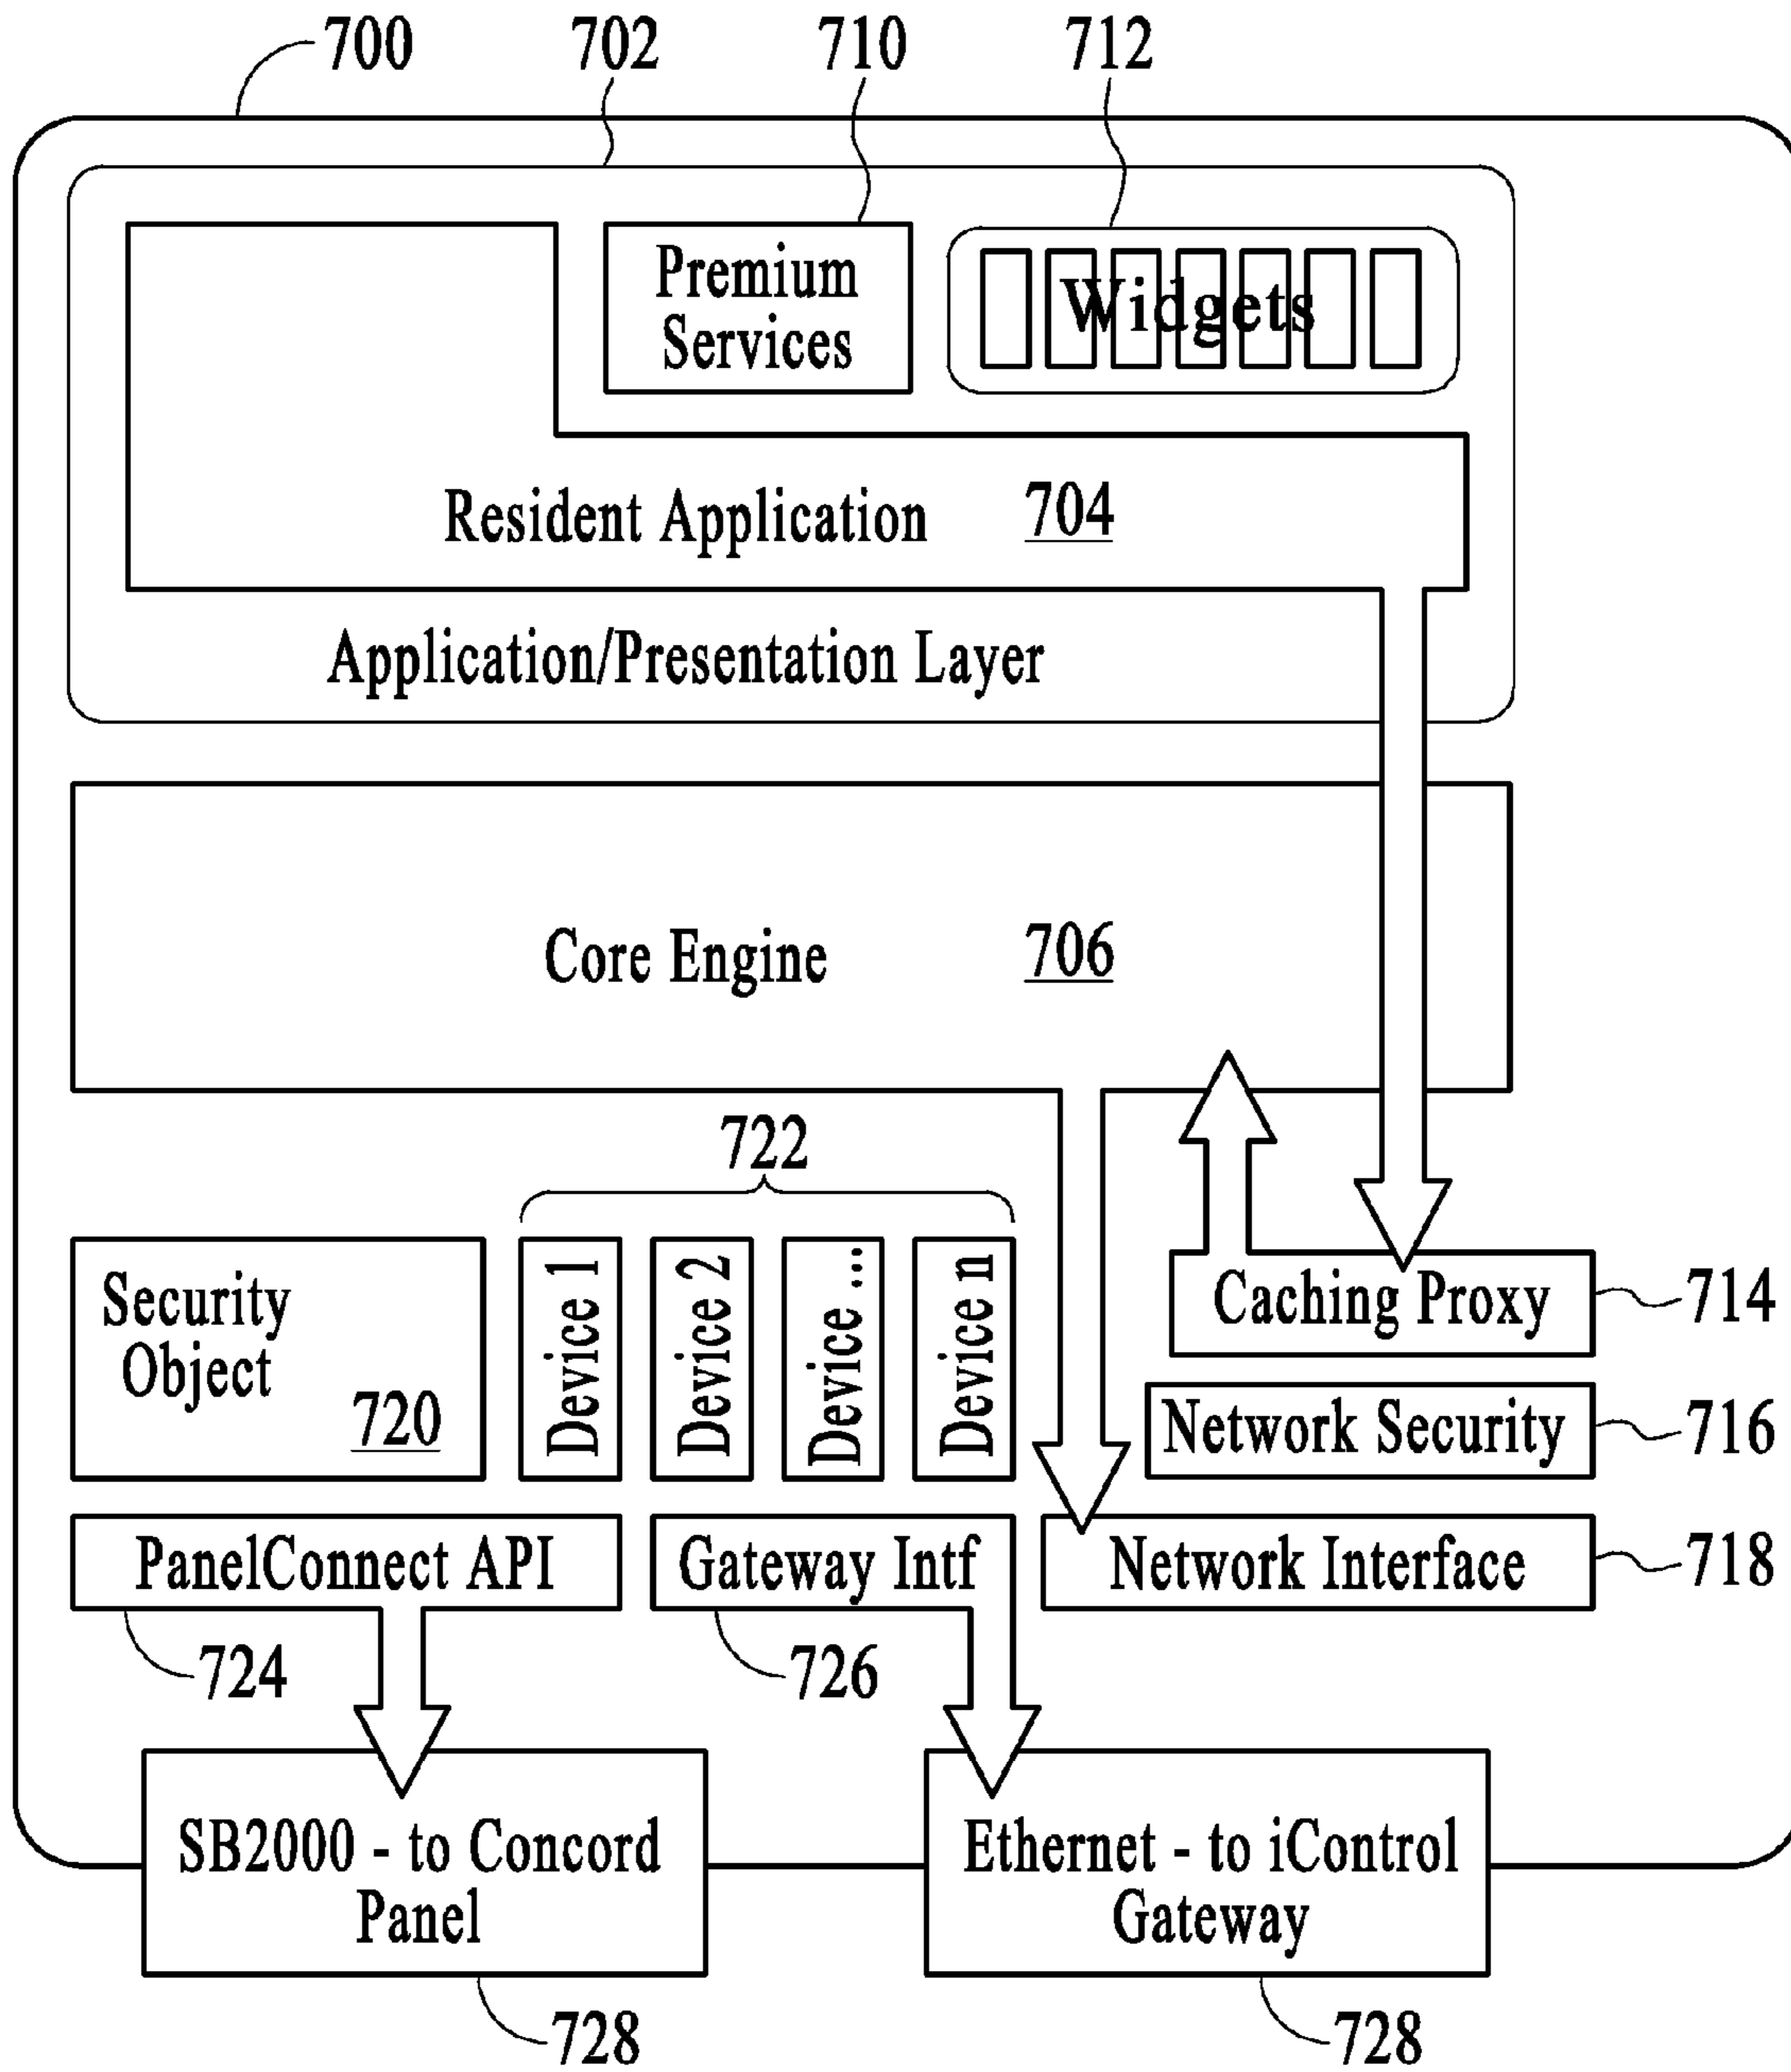 700
702
710
712
Premium
Services
Widgets
Resident Application 704
Application/Presentation Layer
Core Engine 706
722
Security
Object
720
Device 1
Device 2
Device ...
Device n
Caching Proxy
714
Network Security
716
PanelConnect API
Gateway Intf
Network Interface
718
724
726
SB2000 - to Concord
Panel
Ethernet - to iControl
Gateway
728
728